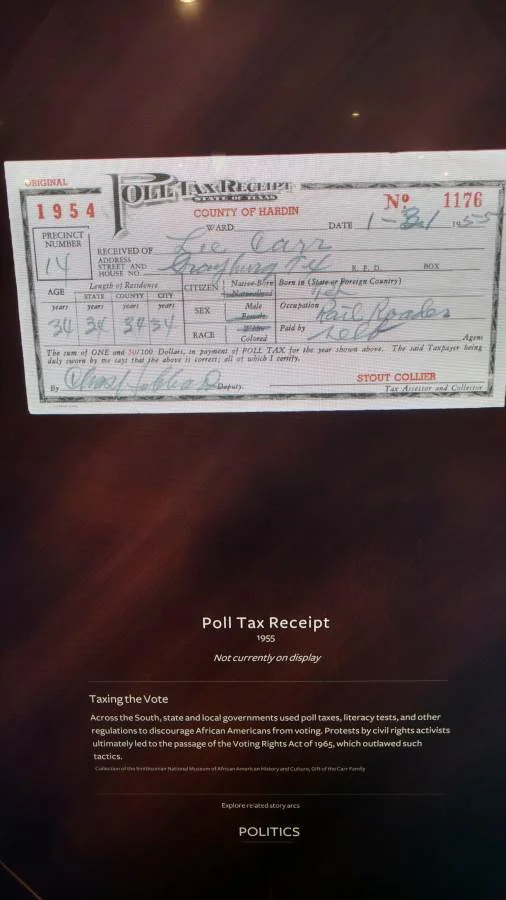 ORIGINAL
POLL TAX RECEIPT
STATE OF TEXAS
1954
COUNTY OF HARDIN
Nº 1176
WARD
DATE 1-31 1955
PRECINCT NUMBER
14
RECEIVED OF Lee Carr
ADDRESS STREET AND HOUSE NO. Grayburg Tex R. F. D. BOX
AGE Length of Residence CITIZEN Native-Born Born in (State or Foreign Country)
STATE COUNTY CITY Naturalized
years years years years SEX Male Occupation Rail Roader
Female
34 34 34 34 RACE White Paid by Self
Colored Agent
The sum of ONE and 50/100 Dollars, in payment of POLL TAX for the year shown above. The said Taxpayer being
duly sworn by me says that the above is correct; all of which I certify.
STOUT COLLIER
By Deputy. Tax Assessor and Collector
Poll Tax Receipt
1955
Not currently on display
Taxing the Vote
Across the South, state and local governments used poll taxes, literacy tests, and other
regulations to discourage African Americans from voting. Protests by civil rights activists
ultimately led to the passage of the Voting Rights Act of 1965, which outlawed such
tactics.
Collection of the Smithsonian National Museum of African American History and Culture, Gift of the Carr Family
Explore related story arcs
POLITICS